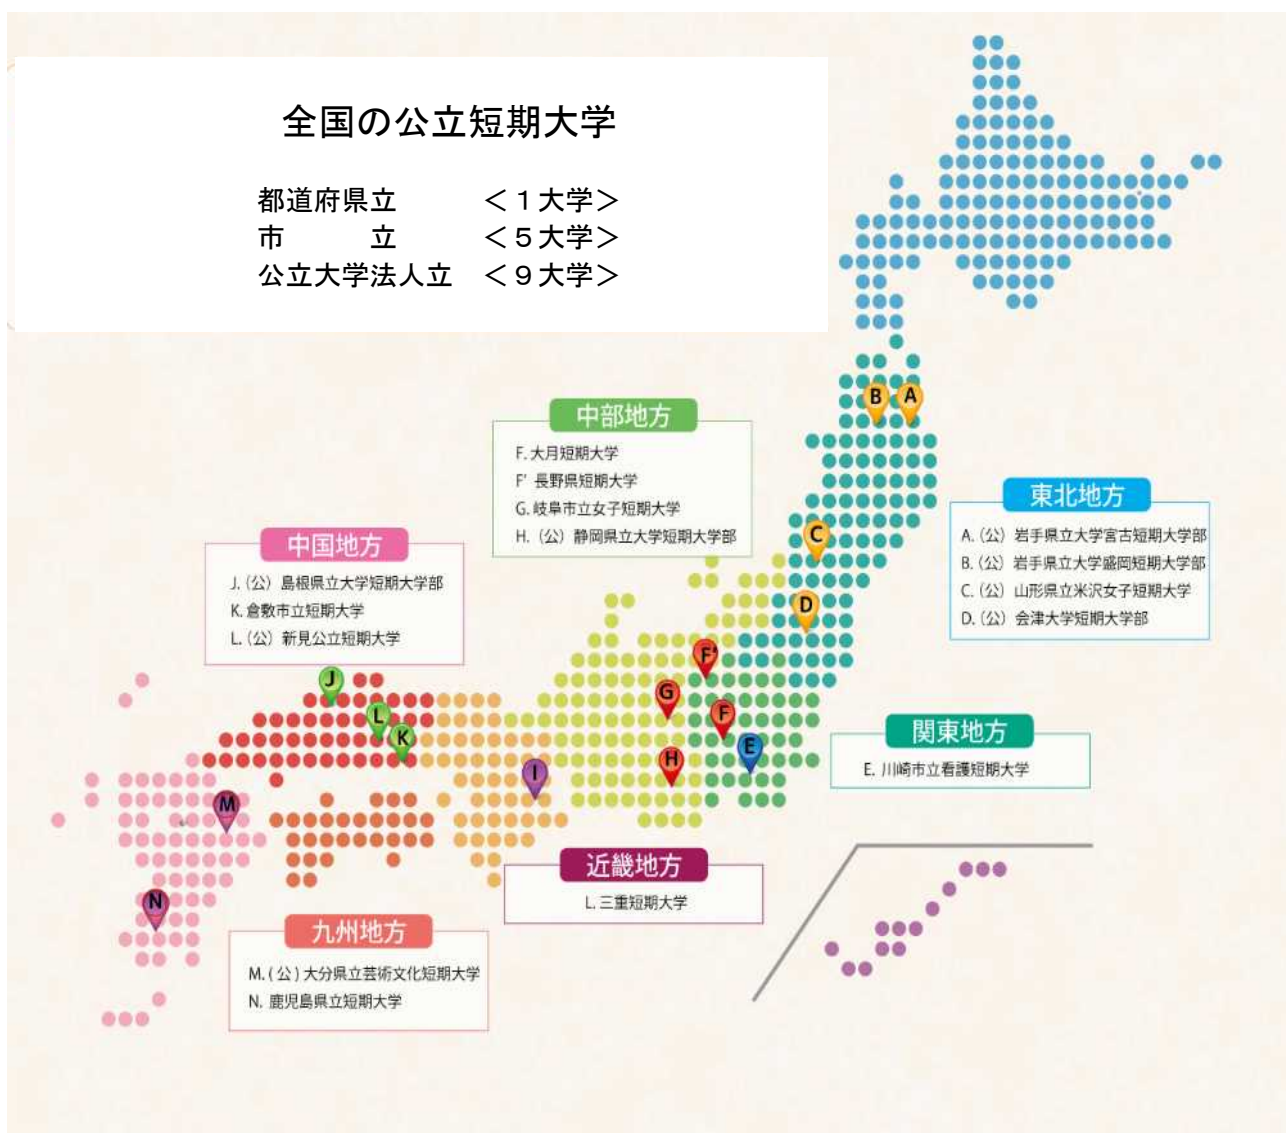 全国の公立短期大学
都道府県立 ＜１大学＞
市 立 ＜５大学＞
公立大学法人立 ＜９大学＞
中部地方
F. 大月短期大学
F' 長野県短期大学
G. 岐阜市立女子短期大学
H. (公) 静岡県立大学短期大学部
東北地方
A. (公) 岩手県立大学宮古短期大学部
B. (公) 岩手県立大学盛岡短期大学部
C. (公) 山形県立米沢女子短期大学
D. (公) 会津大学短期大学部
中国地方
J. (公) 島根県立大学短期大学部
K. 倉敷市立短期大学
L. (公) 新見公立短期大学
関東地方
E. 川崎市立看護短期大学
近畿地方
L. 三重短期大学
九州地方
M. (公) 大分県立芸術文化短期大学
N. 鹿児島県立短期大学
B
A
C
D
F'
J
G
L
F
K
E
H
I
M
N